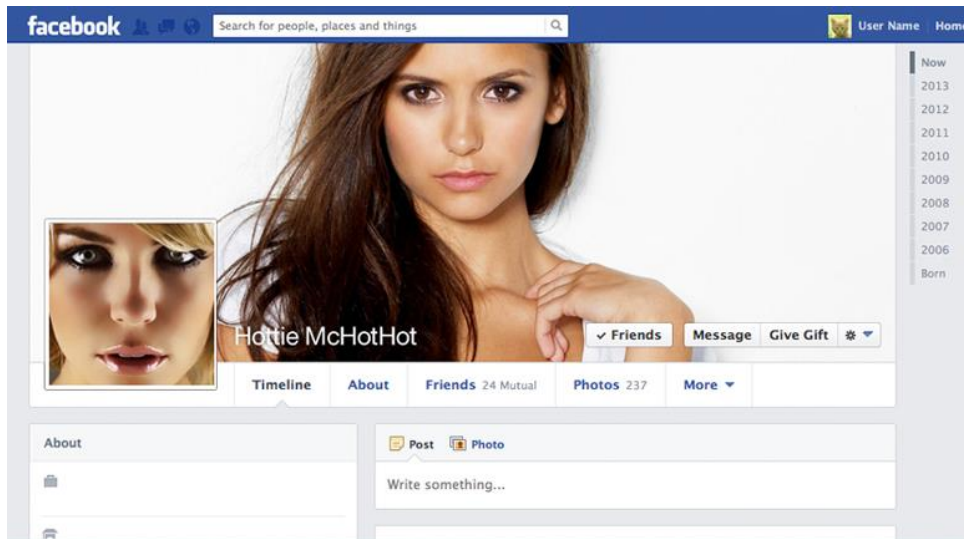 facebook
Search for people, places and things
User Name Home
Now
2013
2012
2011
2010
2009
2008
2007
2006
Born
Hottie McHotHot
✓ Friends Message Give Gift
Timeline About Friends 24 Mutual Photos 237 More
About
Post Photo
Write something...